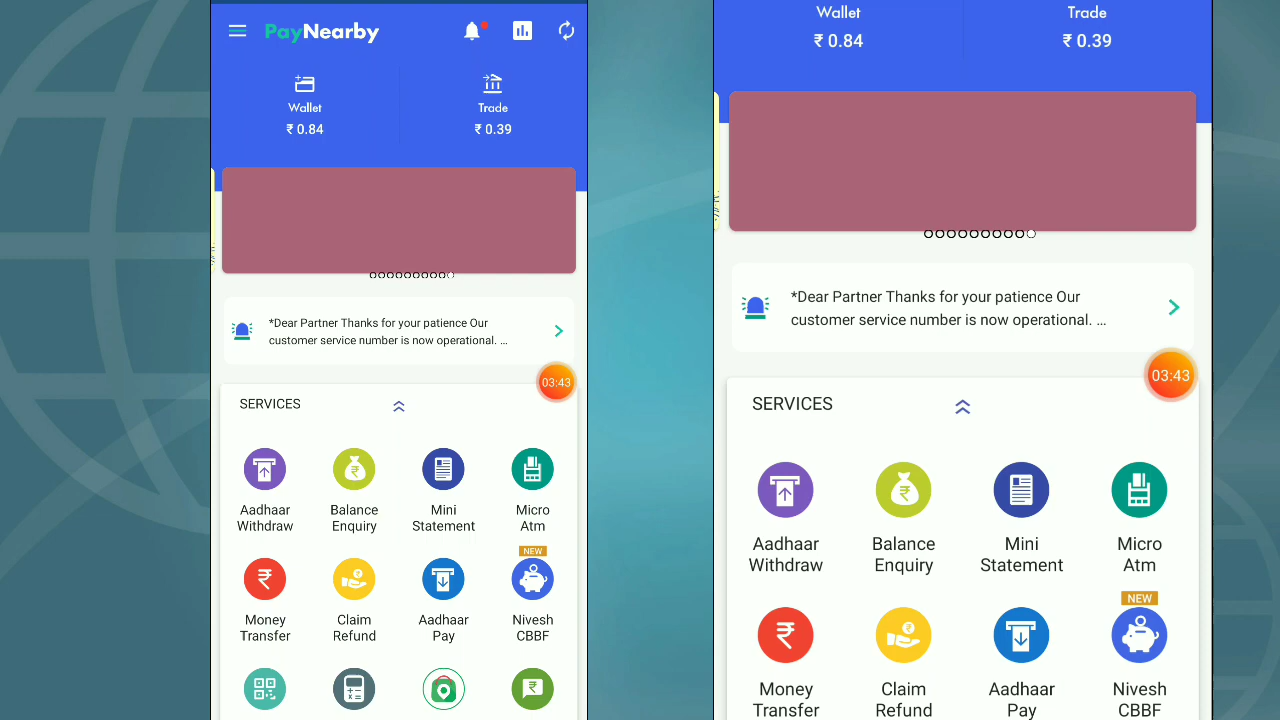 PayNearby
Wallet
₹ 0.84
Trade
₹ 0.39
*Dear Partner Thanks for your patience Our
customer service number is now operational. ...
03:43
SERVICES
Aadhaar
Withdraw
Balance
Enquiry
Mini
Statement
Micro
Atm
NEW
Money
Transfer
Claim
Refund
Aadhaar
Pay
Nivesh
CBBF
Wallet
₹ 0.84
Trade
₹ 0.39
*Dear Partner Thanks for your patience Our
customer service number is now operational. ...
03:43
SERVICES
Aadhaar
Withdraw
Balance
Enquiry
Mini
Statement
Micro
Atm
NEW
Money
Transfer
Claim
Refund
Aadhaar
Pay
Nivesh
CBBF